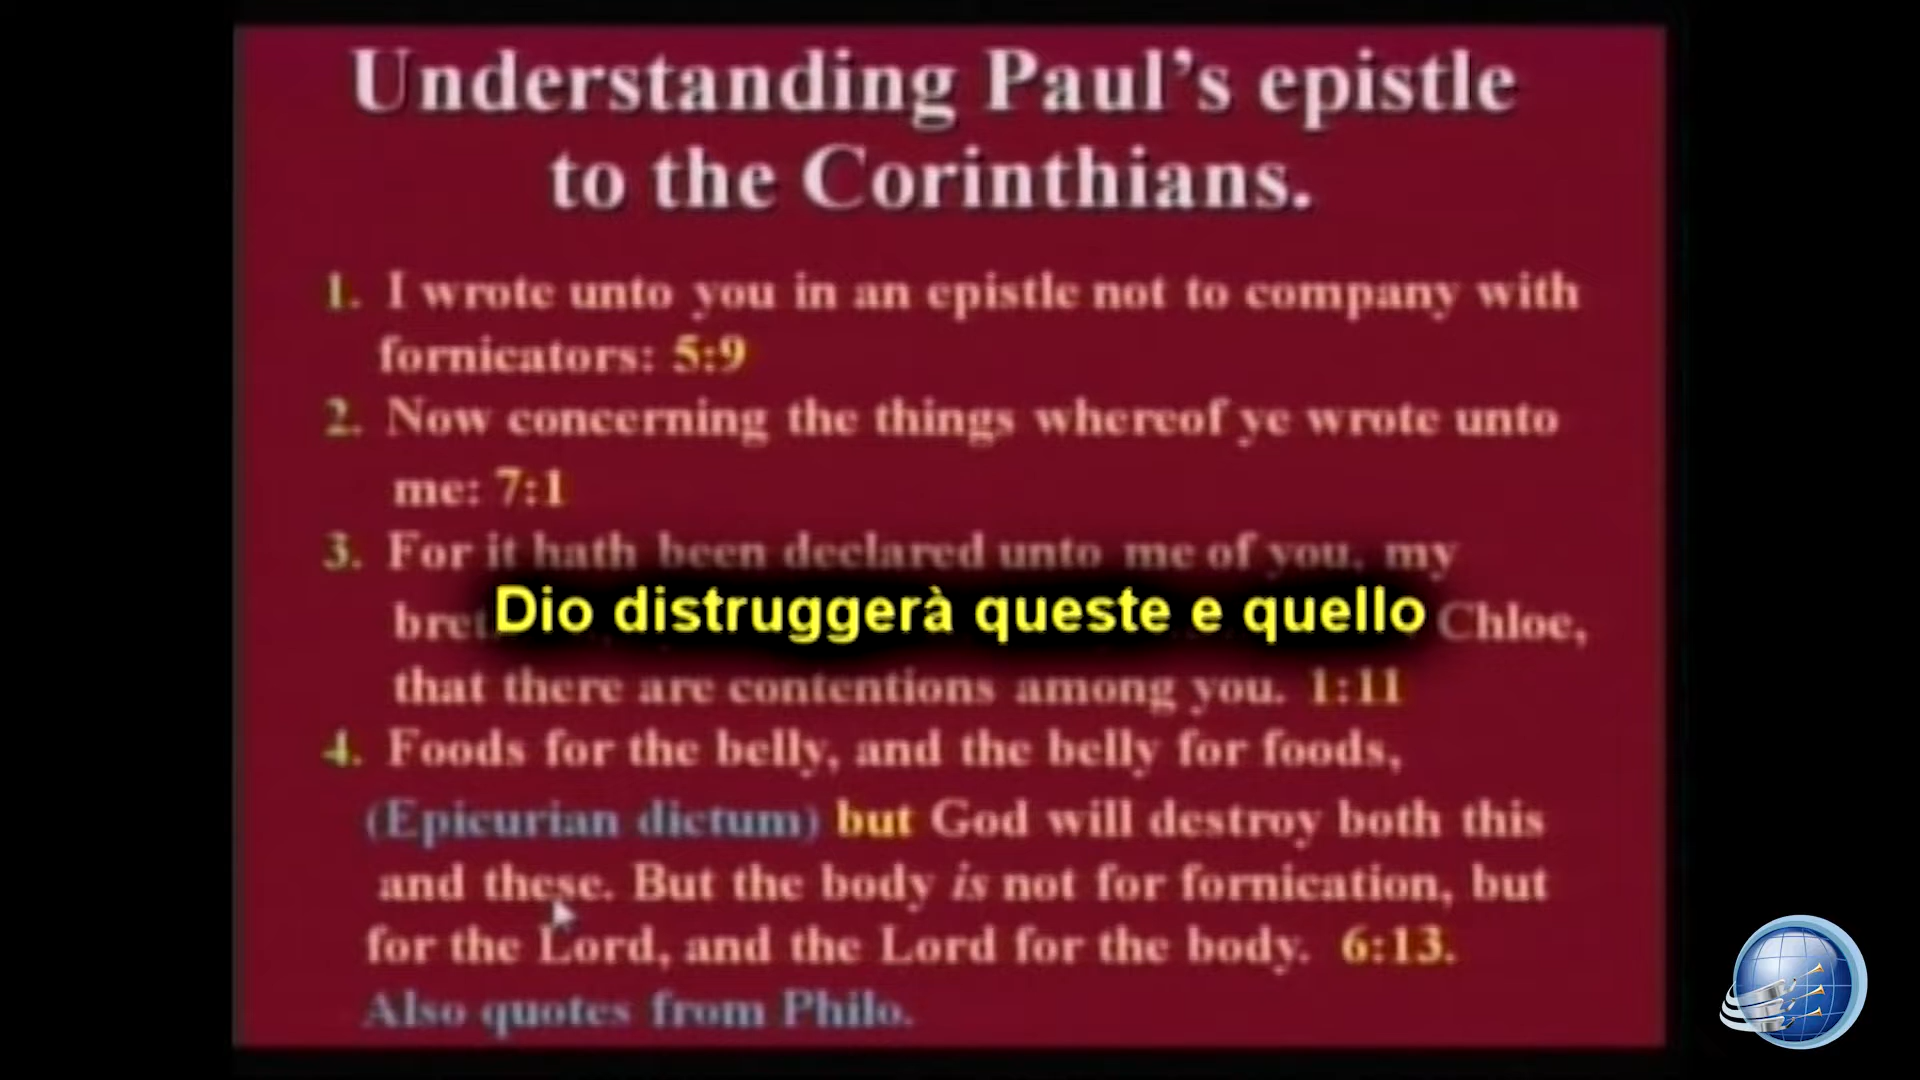 Understanding Paul's epistle
to the Corinthians.
1. I wrote unto you in an epistle not to company with
fornicators: 5:9
2. Now concerning the things whereof ye wrote unto
me: 7:1
3. For it hath been declared unto me of you, my
Dio distruggerà queste e quello
Chloe,
that there are contentions among you. 1:11
4. Foods for the belly, and the belly for foods,
(Epicurian dictum) but God will destroy both this
and these. But the body is not for fornication, but
for the Lord, and the Lord for the body. 6:13.
Also quotes from Philo.